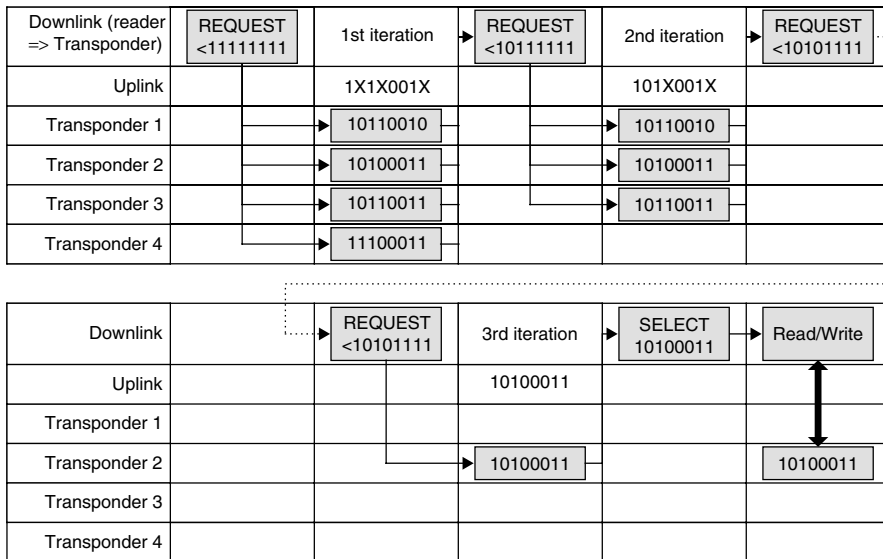 Downlink (reader
=> Transponder)
REQUEST
<11111111
1st iteration
REQUEST
<10111111
2nd iteration
REQUEST
<10101111
Uplink
1X1X001X
101X001X
Transponder 1
10110010
10110010
Transponder 2
10100011
10100011
Transponder 3
10110011
10110011
Transponder 4
11100011
Downlink
REQUEST
<10101111
3rd iteration
SELECT
10100011
Read/Write
Uplink
10100011
Transponder 1
Transponder 2
10100011
10100011
Transponder 3
Transponder 4